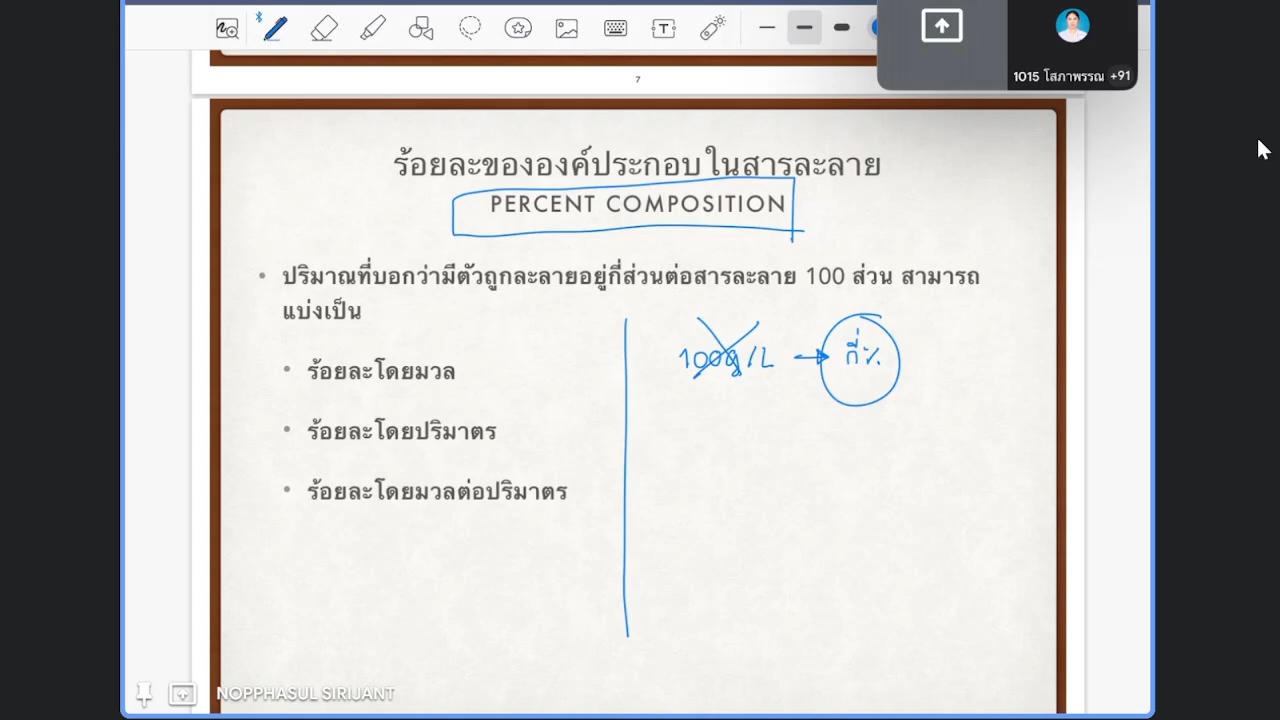 1015 โสภาพรรณ +91
7
ร้อยละขององค์ประกอบ ในสารละลาย
PERCENT COMPOSITION
• ปริมาณที่บอกว่ามีตัวถูกละลายอยู่กี่ส่วนต่อสารละลาย 100 ส่วน สามารถ
แบ่งเป็น
100g/L → กี่ %
• ร้อยละโดยมวล
• ร้อยละโดยปริมาตร
• ร้อยละโดยมวลต่อปริมาตร
NOPPHASUL SIRIJANT